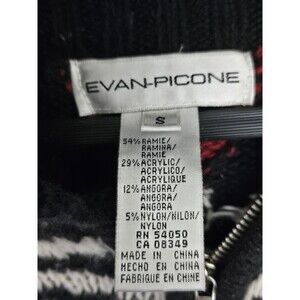 EVAN-PICONE
S
54% RAMIE/
RAMINA/
RAMIE
29% ACRYLIC/
ACRYLICO/
ACRYLIQUE
12% ANGORA/
ANGORA/
ANGORA
5% NYLON/NILON/
NYLON
RN 54050
CA 08349
MADE IN CHINA
HECHO EN CHINA
FABRIQUE EN CHINE